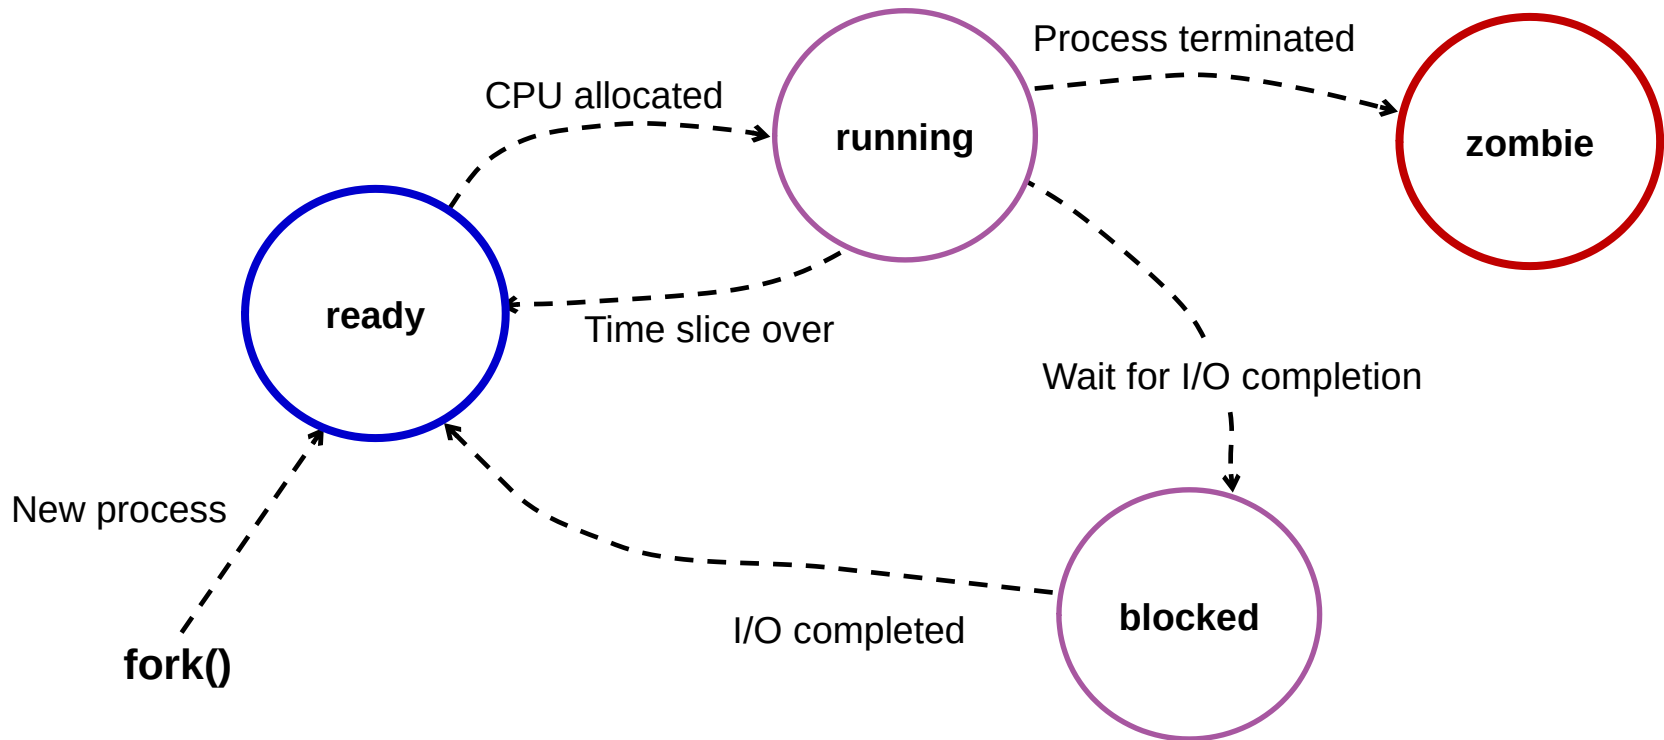 Process terminated
CPU allocated
running
zombie
ready
Time slice over
Wait for I/O completion
New process
I/O completed
blocked
fork()